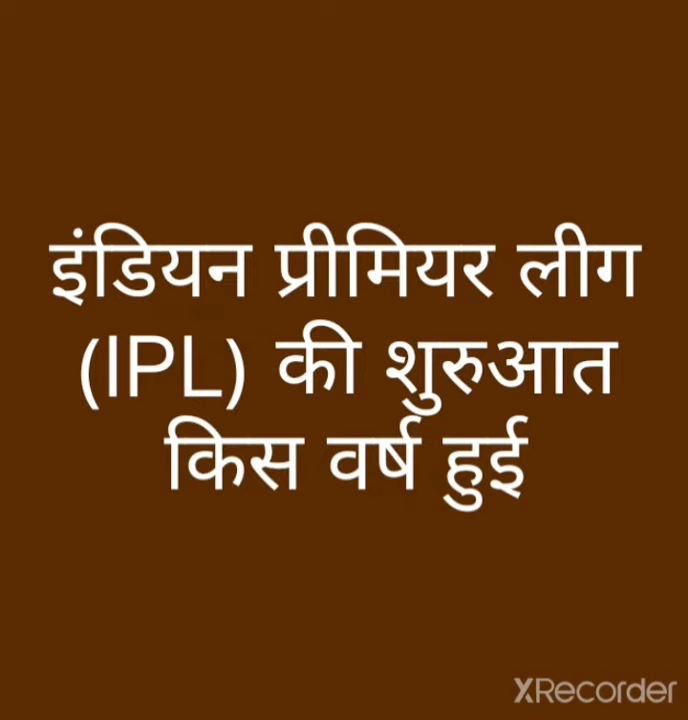 इंडियन प्रीमियर लीग
(IPL) की शुरुआत
किस वर्ष हुई
XRecorder